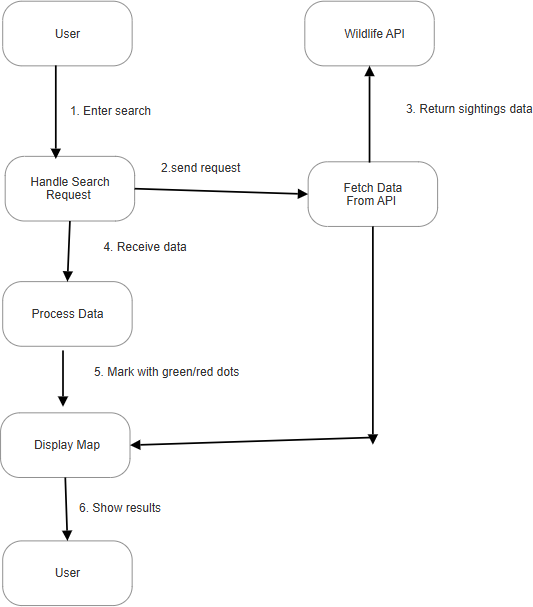 User
Wildlife API
1. Enter search
3. Return sightings data
2.send request
Handle Search
Request
Fetch Data
From API
4. Receive data
Process Data
5. Mark with green/red dots
Display Map
6. Show results
User